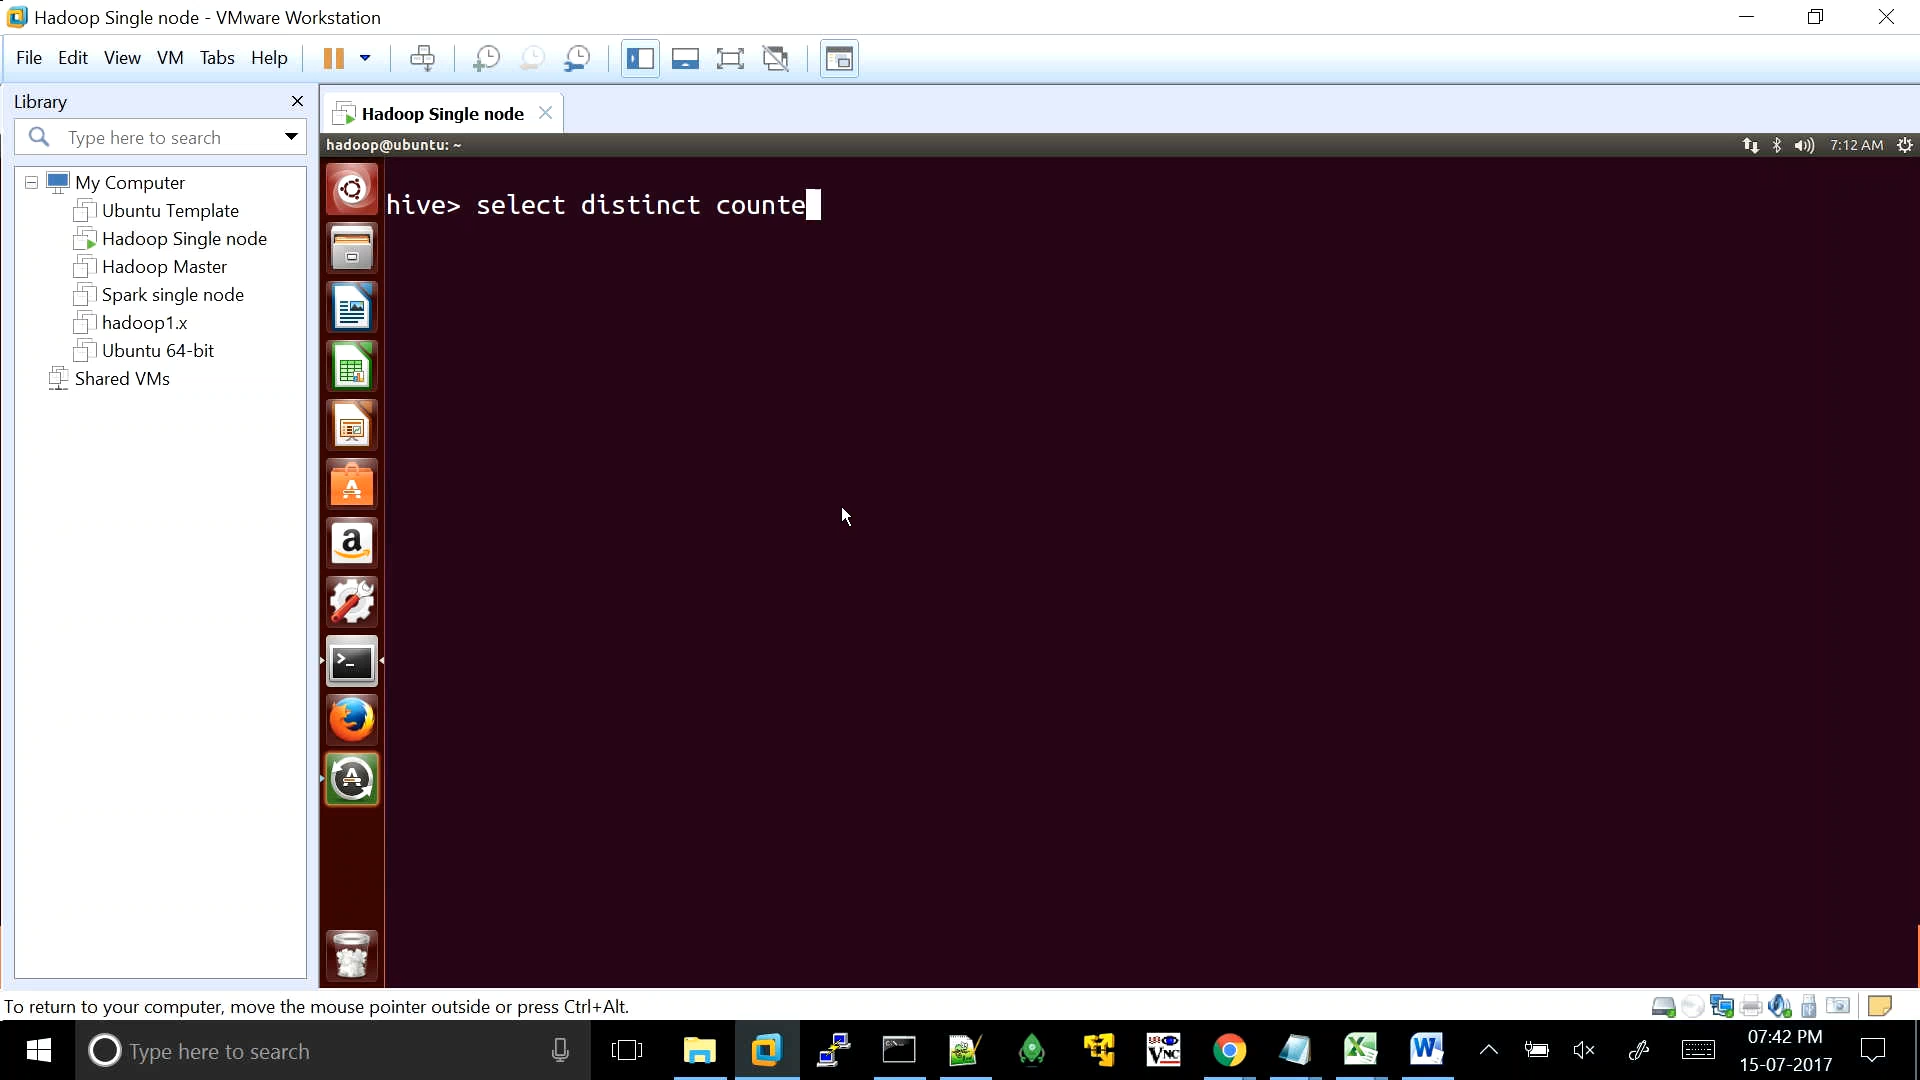 Hadoop Single node - VMware Workstation
File Edit View VM Tabs Help
Library
Type here to search
My Computer
Ubuntu Template
Hadoop Single node
Hadoop Master
Spark single node
hadoop1.x
Ubuntu 64-bit
Shared VMs
Hadoop Single node
hadoop@ubuntu: ~
7:12 AM
hive> select distinct counte
To return to your computer, move the mouse pointer outside or press Ctrl+Alt.
Type here to search
07:42 PM
15-07-2017